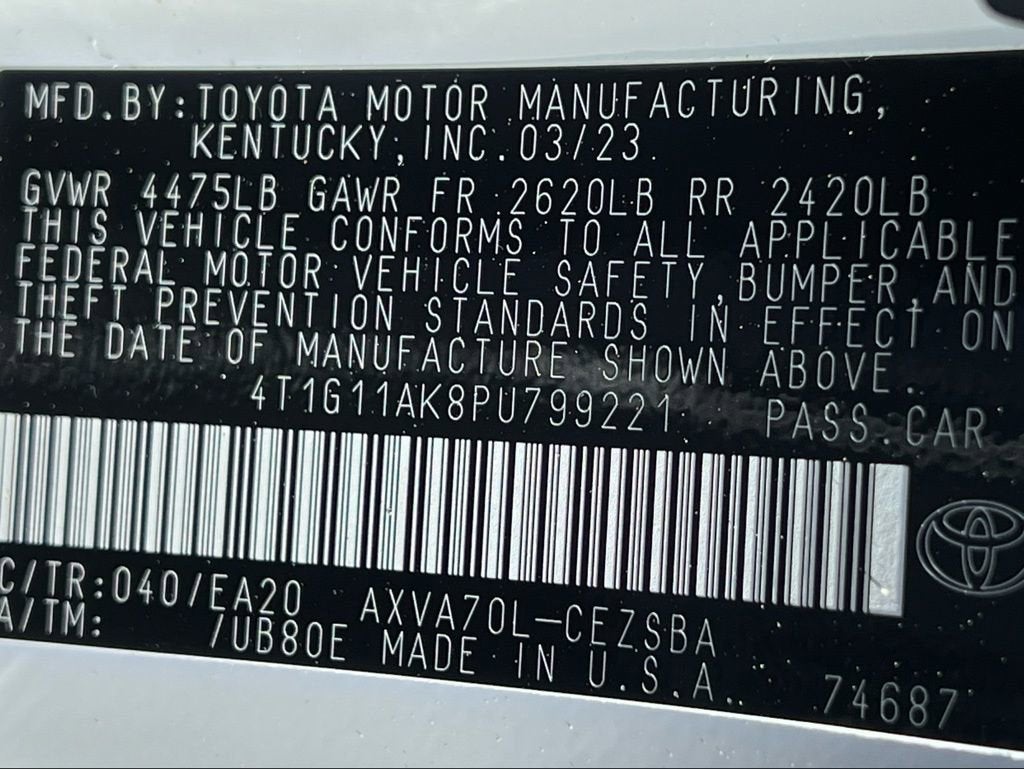 MFD.BY:TOYOTA MOTOR MANUFACTURING,
KENTUCKY,INC.03/23
GVWR 4475LB GAWR FR 2620LB RR 2420LB
THIS VEHICLE CONFORMS TO ALL APPLICABLE
FEDERAL MOTOR VEHICLE SAFETY,BUMPER,AND
THEFT PREVENTION STANDARDS IN EFFECT ON
THE DATE OF MANUFACTURE SHOWN ABOVE.
4T1G11AK8PU799221 PASS.CAR
C/TR:040/EA20 AXVA70L-CEZSBA
A/TM: /UB80E MADE IN U.S.A.
74687